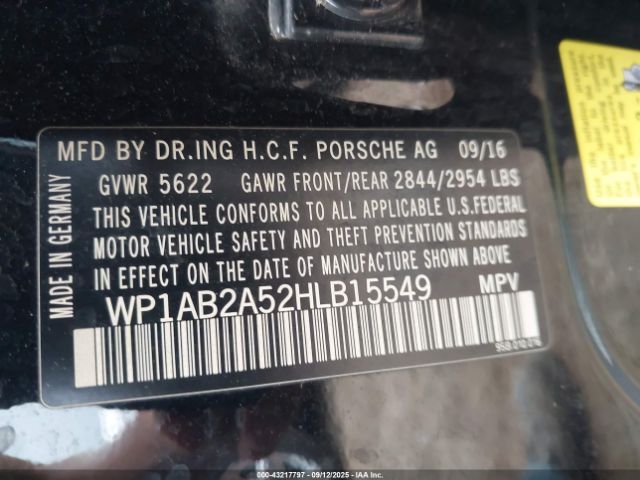 MFD BY DR.ING H.C.F. PORSCHE AG 09/16
GVWR 5622 GAWR FRONT/REAR 2844/2954 LBS
THIS VEHICLE CONFORMS TO ALL APPLICABLE U.S.FEDERAL
MOTOR VEHICLE SAFETY AND THEFT PREVENTION STANDARDS
IN EFFECT ON THE DATE OF MANUFACTURE SHOWN ABOVE
WP1AB2A52HLB15549 MPV
MADE IN GERMANY
000-43217797 - 09/12/2025 - IAAI.COM